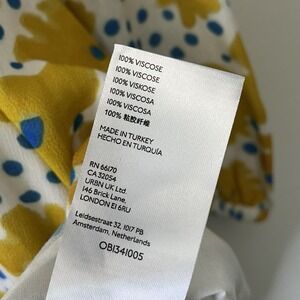 100% VISCOSE
100% VISCOSE
100% VISKOSE
100% VISCOSA
100% VISCOSA
100% 粘胶纤维
MADE IN TURKEY
HECHO EN TURQUÍA
RN 66170
CA 32054
URBN UK Ltd.
146 Brick Lane,
LONDON E1 6RU
Leidsestraat 32, 1017 PB
Amsterdam, Netherlands
OB1341005